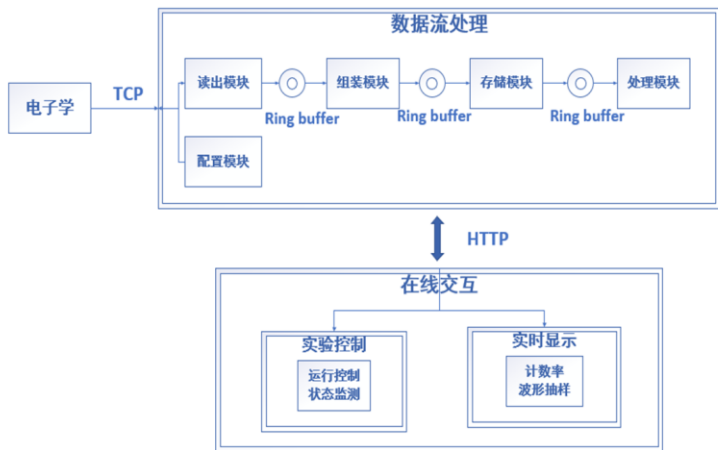 数据流处理
电子学
TCP
读出模块
组装模块
存储模块
处理模块
Ring buffer
Ring buffer
Ring buffer
配置模块
HTTP
在线交互
实验控制
运行控制
状态监测
实时显示
计数率
波形抽样